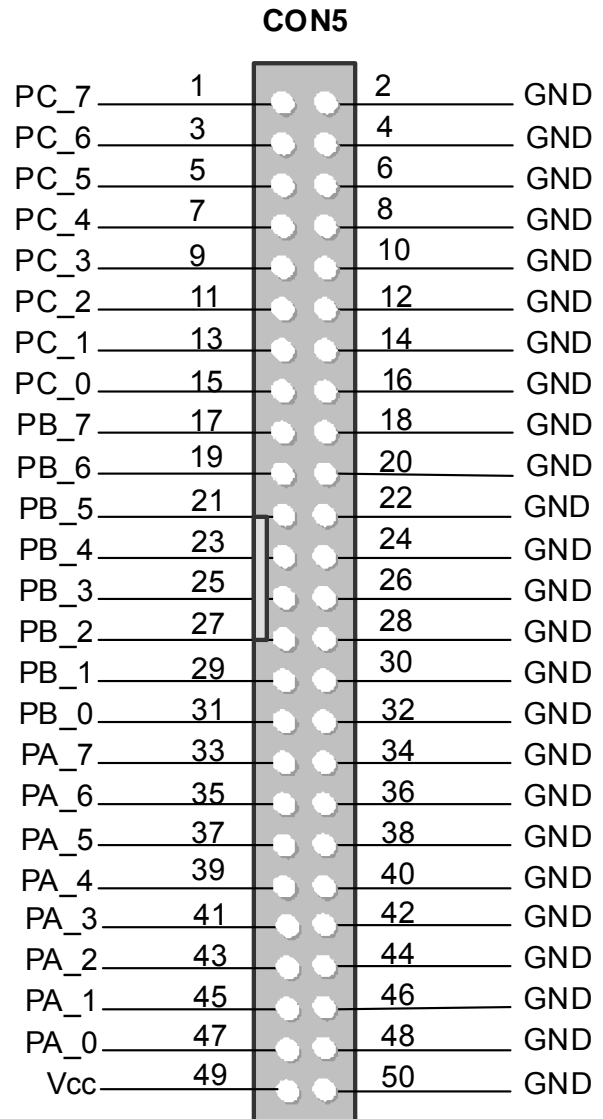 CON5
PC_7 1 2 GND
PC_6 3 4 GND
PC_5 5 6 GND
PC_4 7 8 GND
PC_3 9 10 GND
PC_2 11 12 GND
PC_1 13 14 GND
PC_0 15 16 GND
PB_7 17 18 GND
PB_6 19 20 GND
PB_5 21 22 GND
PB_4 23 24 GND
PB_3 25 26 GND
PB_2 27 28 GND
PB_1 29 30 GND
PB_0 31 32 GND
PA_7 33 34 GND
PA_6 35 36 GND
PA_5 37 38 GND
PA_4 39 40 GND
PA_3 41 42 GND
PA_2 43 44 GND
PA_1 45 46 GND
PA_0 47 48 GND
Vcc 49 50 GND